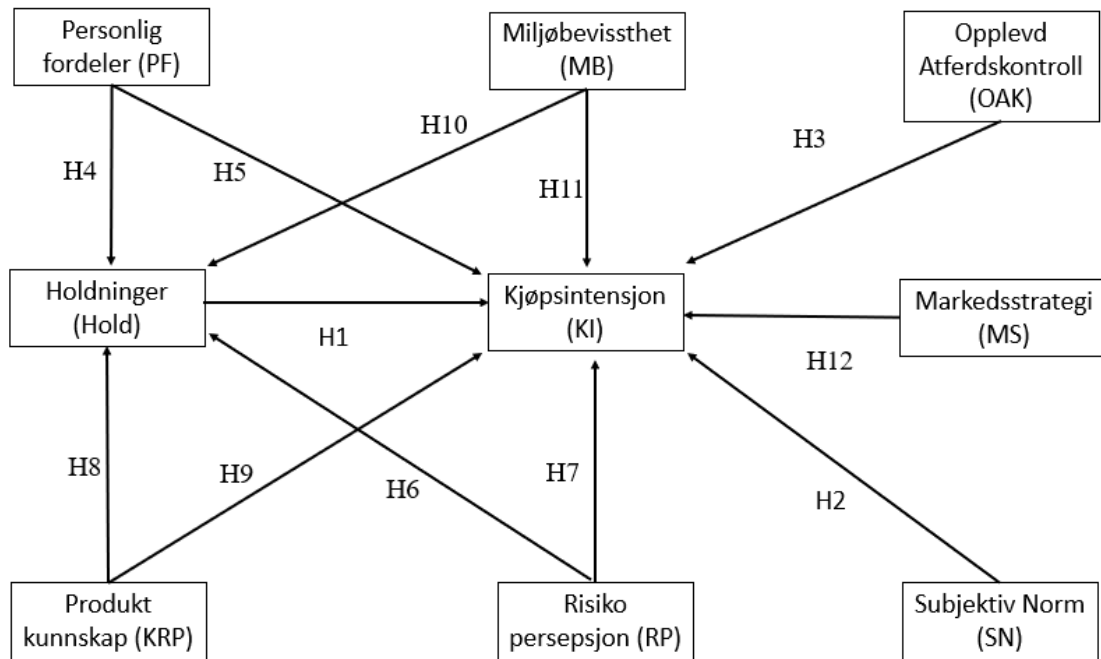 Personlig
fordeler (PF)
Miljøbevissthet
(MB)
Opplevd
Atferdskontroll
(OAK)
H10
H3
H4
H5
H11
Holdninger
(Hold)
Kjøpsintensjon
(KI)
Markedsstrategi
(MS)
H1
H12
H8
H9
H6
H7
H2
Produkt
kunnskap (KRP)
Risiko
persepsjon (RP)
Subjektiv Norm
(SN)